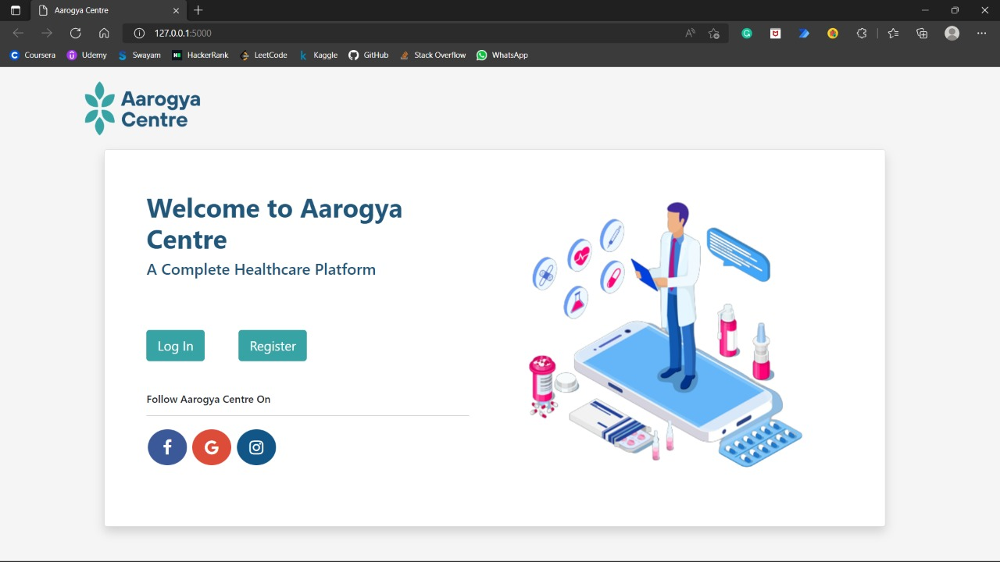 Aarogya Centre
127.0.0.1:5000
Coursera
Udemy
Swayam
HackerRank
LeetCode
Kaggle
GitHub
Stack Overflow
WhatsApp
Aarogya
Centre
Welcome to Aarogya
Centre
A Complete Healthcare Platform
Log In
Register
Follow Aarogya Centre On